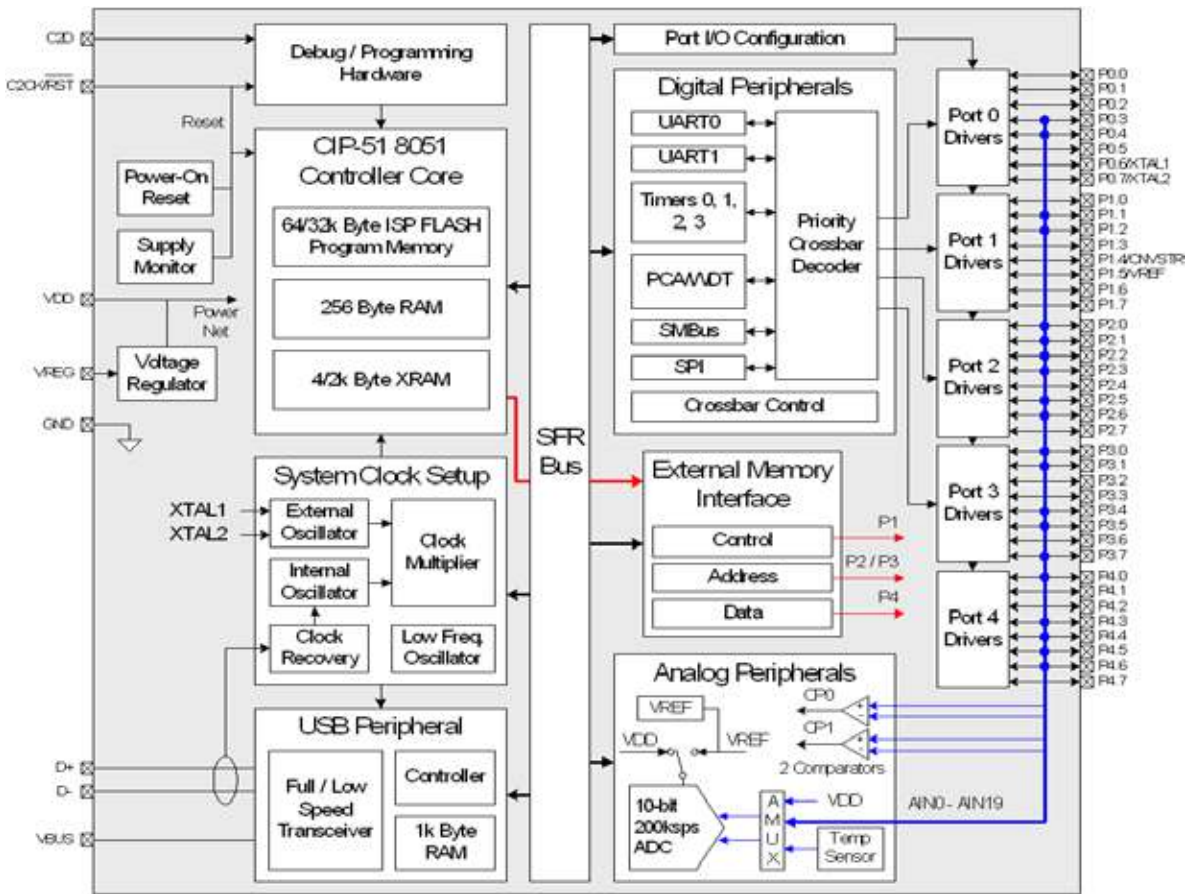 C2D
C2CK/RST
Debug / Programming
Hardware
Reset
Power-On
Reset
Supply
Monitor
VDD
Power
Net
VREG
Voltage
Regulator
GND
CIP-51 8051
Controller Core
64/32k Byte ISP FLASH
Program Memory
256 Byte RAM
4/2k Byte XRAM
System Clock Setup
XTAL1
XTAL2
External
Oscillator
Internal
Oscillator
Clock
Recovery
Clock
Multiplier
Low Freq.
Oscillator
USB Peripheral
D+
D-
VBUS
Full / Low
Speed
Transceiver
Controller
1k Byte
RAM
SFR
Bus
Port I/O Configuration
Digital Peripherals
UART0
UART1
Timers 0, 1,
2, 3
PCA/WDT
SMBus
SPI
Priority
Crossbar
Decoder
Crossbar Control
External Memory
Interface
Control
Address
Data
P1
P2 / P3
P4
Analog Peripherals
VREF
VDD
VREF
CP0
+
-
CP1
+
-
2 Comparators
10-bit
200ksps
ADC
A
M
U
X
VDD
Temp
Sensor
AIN0 - AIN19
Port 0
Drivers
Port 1
Drivers
Port 2
Drivers
Port 3
Drivers
Port 4
Drivers
P0.0
P0.1
P0.2
P0.3
P0.4
P0.5
P0.6/XTAL1
P0.7/XTAL2
P1.0
P1.1
P1.2
P1.3
P1.4/CNVSTR
P1.5/VREF
P1.6
P1.7
P2.0
P2.1
P2.2
P2.3
P2.4
P2.5
P2.6
P2.7
P3.0
P3.1
P3.2
P3.3
P3.4
P3.5
P3.6
P3.7
P4.0
P4.1
P4.2
P4.3
P4.4
P4.5
P4.6
P4.7